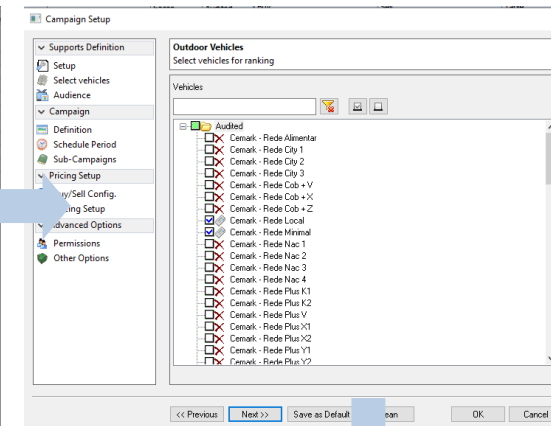 Campaign Setup
Supports Definition
Setup
Select vehicles
Audience
Campaign
Definition
Schedule Period
Sub-Campaigns
Pricing Setup
/Sell Config.
Setup
Advanced Options
Permissions
Other Options
Outdoor Vehicles
Select vehicles for ranking
Vehicles
Audited
Cemark - Rede Alimentar
Cemark - Rede City 1
Cemark - Rede City 2
Cemark - Rede City 3
Cemark - Rede Cob + V
Cemark - Rede Cob + X
Cemark - Rede Cob + Z
Cemark - Rede Local
Cemark - Rede Minimal
Cemark - Rede Nac 1
Cemark - Rede Nac 2
Cemark - Rede Nac 3
Cemark - Rede Nac 4
Cemark - Rede Plus K1
Cemark - Rede Plus K2
Cemark - Rede Plus V
Cemark - Rede Plus X1
Cemark - Rede Plus X2
Cemark - Rede Plus Y1
Cemark - Rede Plus Y2
<< Previous
Next >>
Save as Default
OK
Cancel